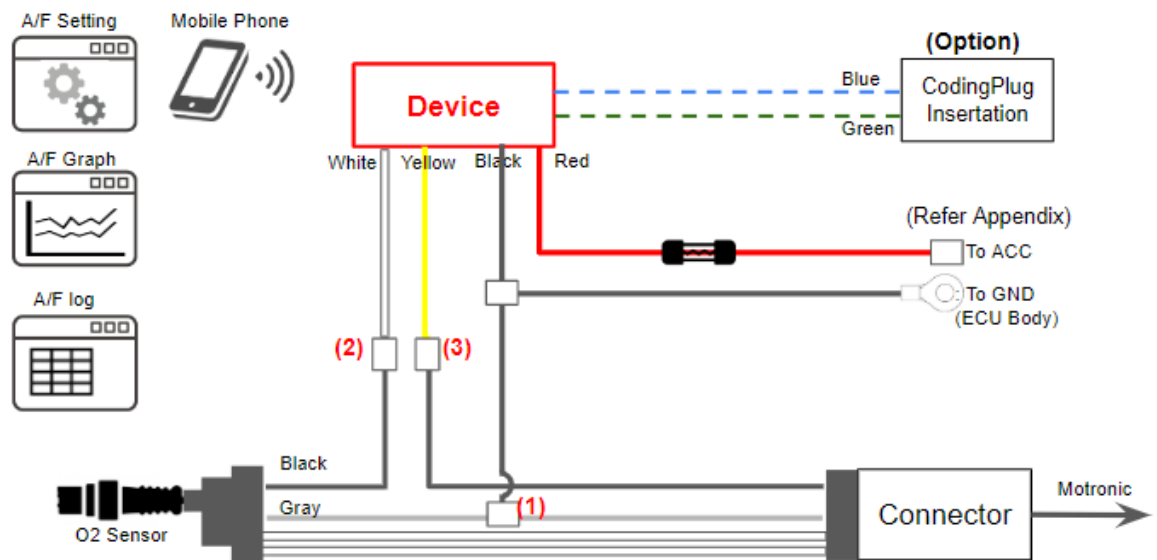 A/F Setting
Mobile Phone
(Option)
Device
Blue
CodingPlug
Insertation
Green
White
Yellow
Black
Red
A/F Graph
(Refer Appendix)
To ACC
To GND
(ECU Body)
A/F log
(2)
(3)
Black
Gray
(1)
O2 Sensor
Connector
Motronic